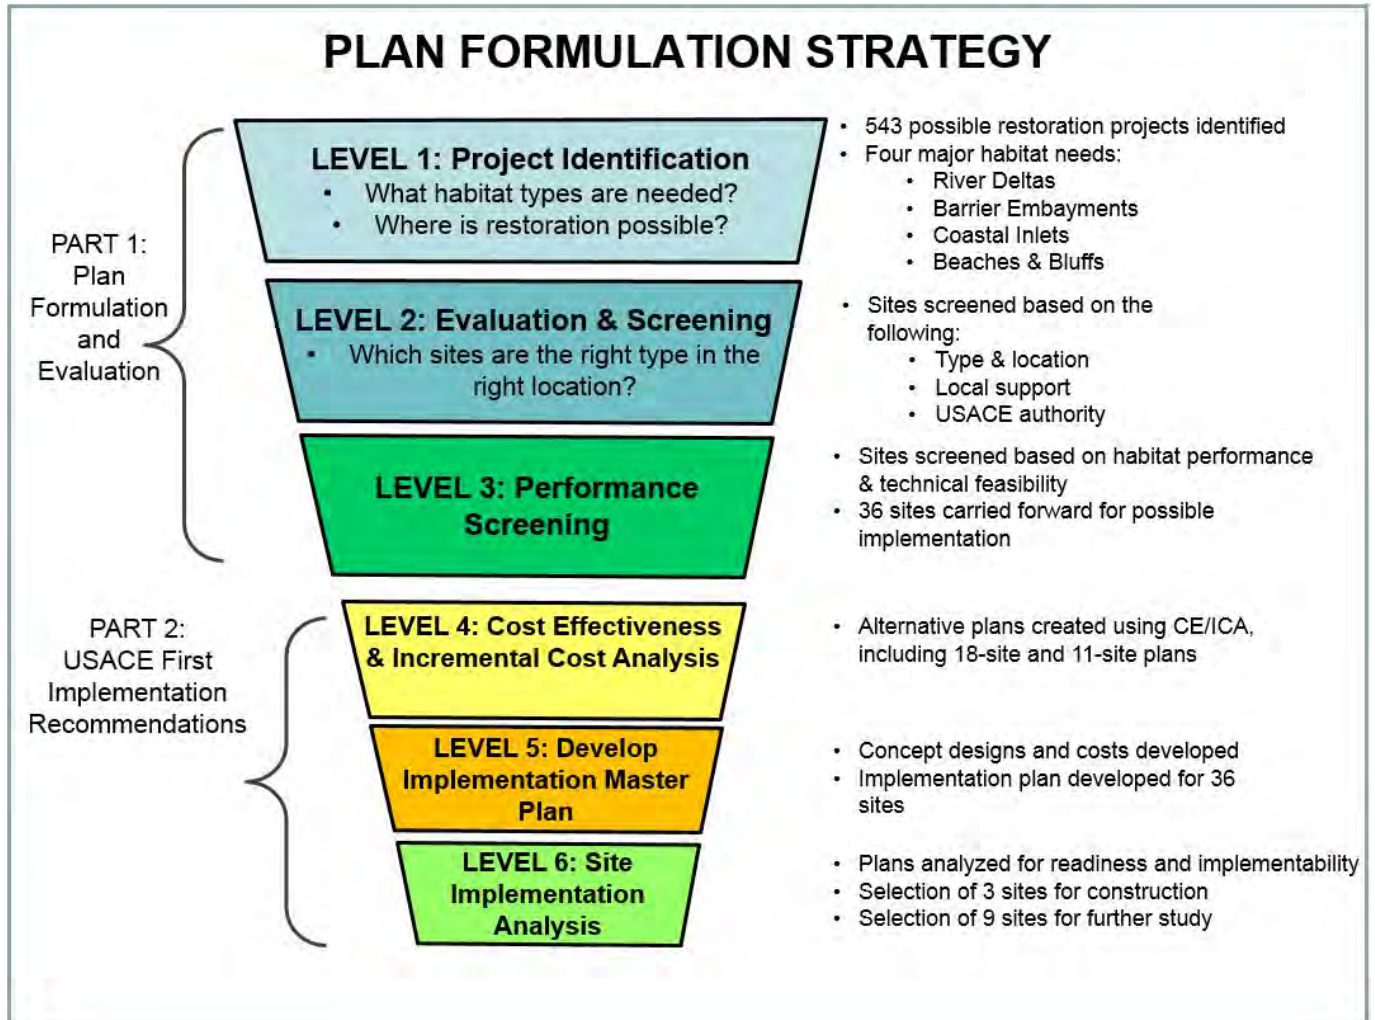 PLAN FORMULATION STRATEGY
PART 1:
Plan
Formulation
and
Evaluation
LEVEL 1: Project Identification
• What habitat types are needed?
• Where is restoration possible?
• 543 possible restoration projects identified
• Four major habitat needs:
• River Deltas
• Barrier Embayments
• Coastal Inlets
• Beaches & Bluffs
LEVEL 2: Evaluation & Screening
• Which sites are the right type in the
right location?
• Sites screened based on the
following:
• Type & location
• Local support
• USACE authority
LEVEL 3: Performance
Screening
• Sites screened based on habitat performance
& technical feasibility
• 36 sites carried forward for possible
implementation
PART 2:
USACE First
Implementation
Recommendations
LEVEL 4: Cost Effectiveness
& Incremental Cost Analysis
• Alternative plans created using CE/ICA,
including 18-site and 11-site plans
LEVEL 5: Develop
Implementation Master
Plan
• Concept designs and costs developed
• Implementation plan developed for 36
sites
LEVEL 6: Site
Implementation
Analysis
• Plans analyzed for readiness and implementability
• Selection of 3 sites for construction
• Selection of 9 sites for further study